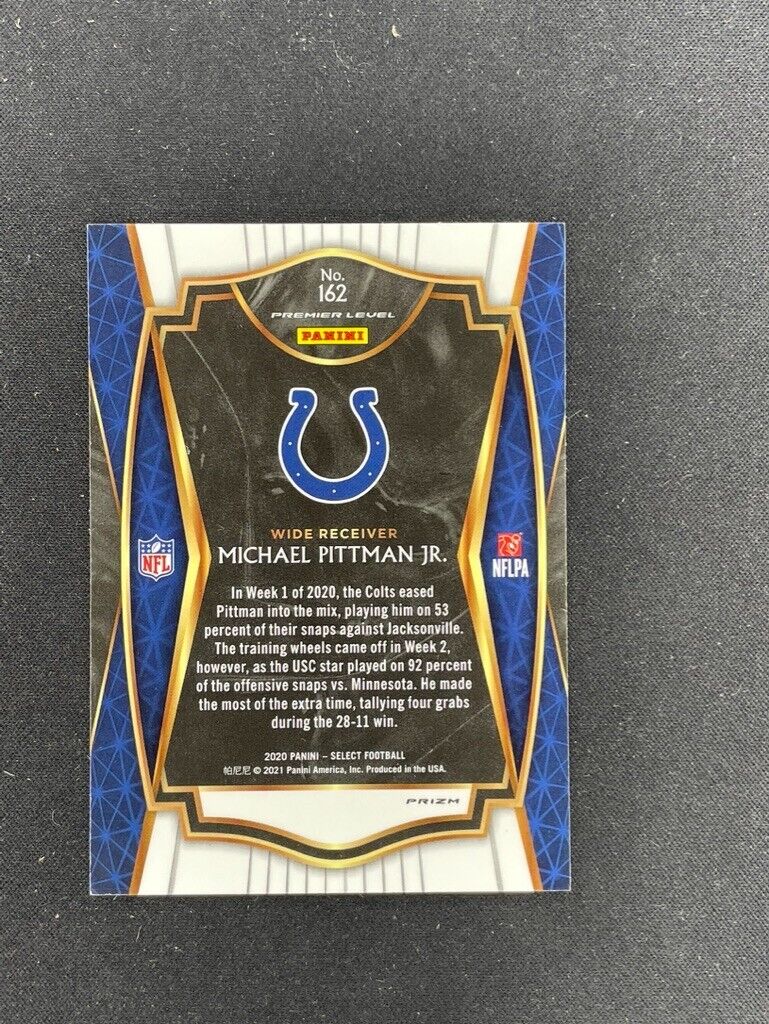 No.
162
PREMIER LEVEL
PANINI
WIDE RECEIVER
MICHAEL PITTMAN JR.
NFL
NFLPA
In Week 1 of 2020, the Colts eased
Pittman into the mix, playing him on 53
percent of their snaps against Jacksonville.
The training wheels came off in Week 2,
however, as the USC star played on 92 percent
of the offensive snaps vs. Minnesota. He made
the most of the extra time, tallying four grabs
during the 28-11 win.
2020 PANINI – SELECT FOOTBALL
帕尼尼 © 2021 Panini America, Inc. Produced in the USA.
PRIZM